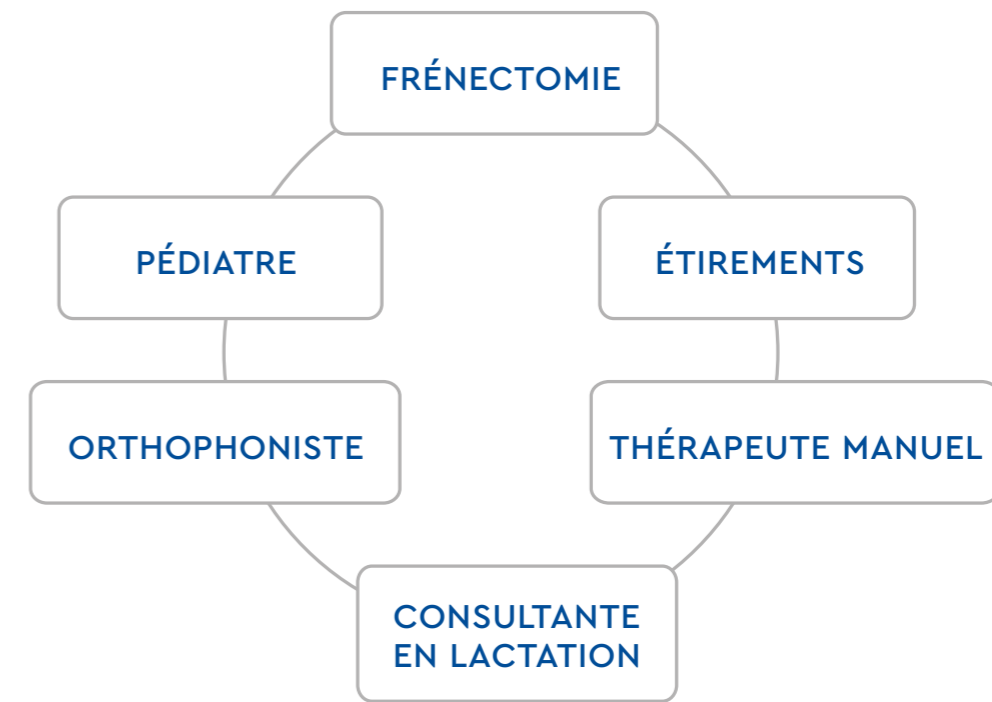 FRÉNECTOMIE
PÉDIATRE
ÉTIREMENTS
ORTHOPHONISTE
THÉRAPEUTE MANUEL
CONSULTANTE
EN LACTATION